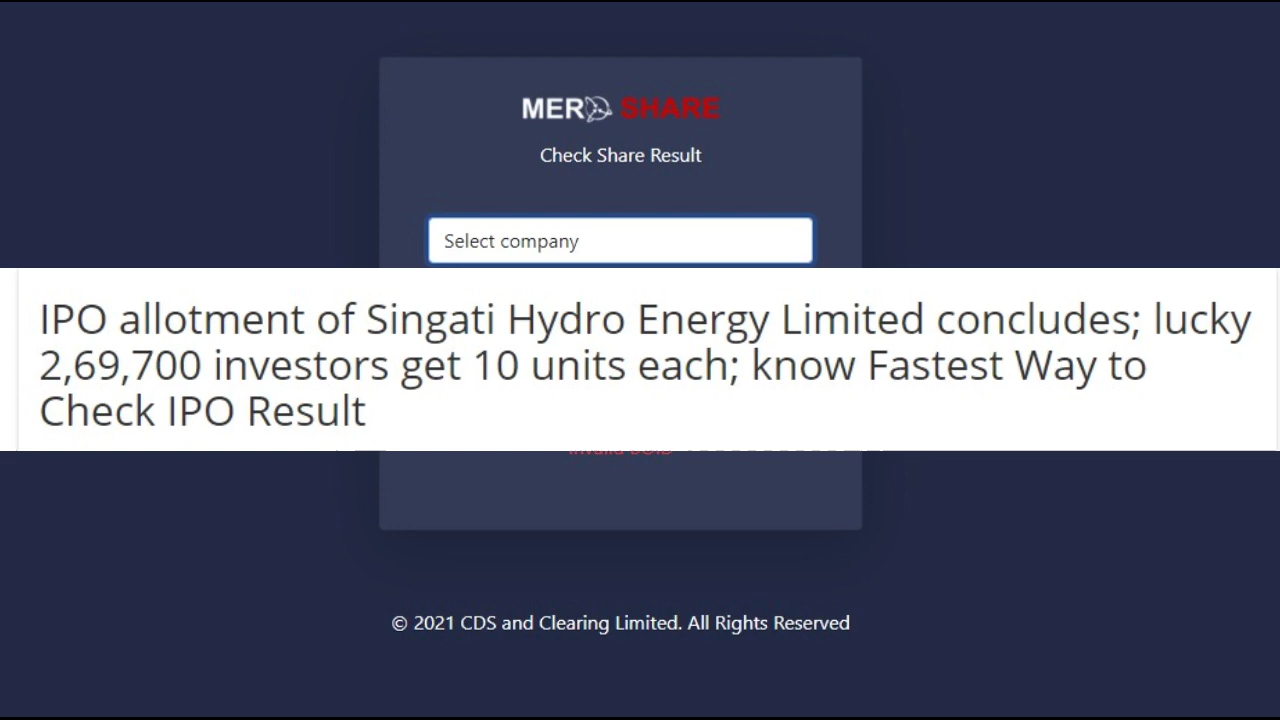 MERO SHARE
Check Share Result
Select company
IPO allotment of Singati Hydro Energy Limited concludes; lucky
2,69,700 investors get 10 units each; know Fastest Way to
Check IPO Result
© 2021 CDS and Clearing Limited. All Rights Reserved